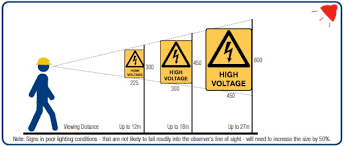 HIGH
VOLTAGE
225
300
HIGH
VOLTAGE
300
450
HIGH
VOLTAGE
450
600
Viewing Distance Up to 12m Up to 18m Up to 27m
Note: Signs in poor lighting conditions - that are not likely to fall readily into the observer's line of sight - will need to increase the size by 50%.